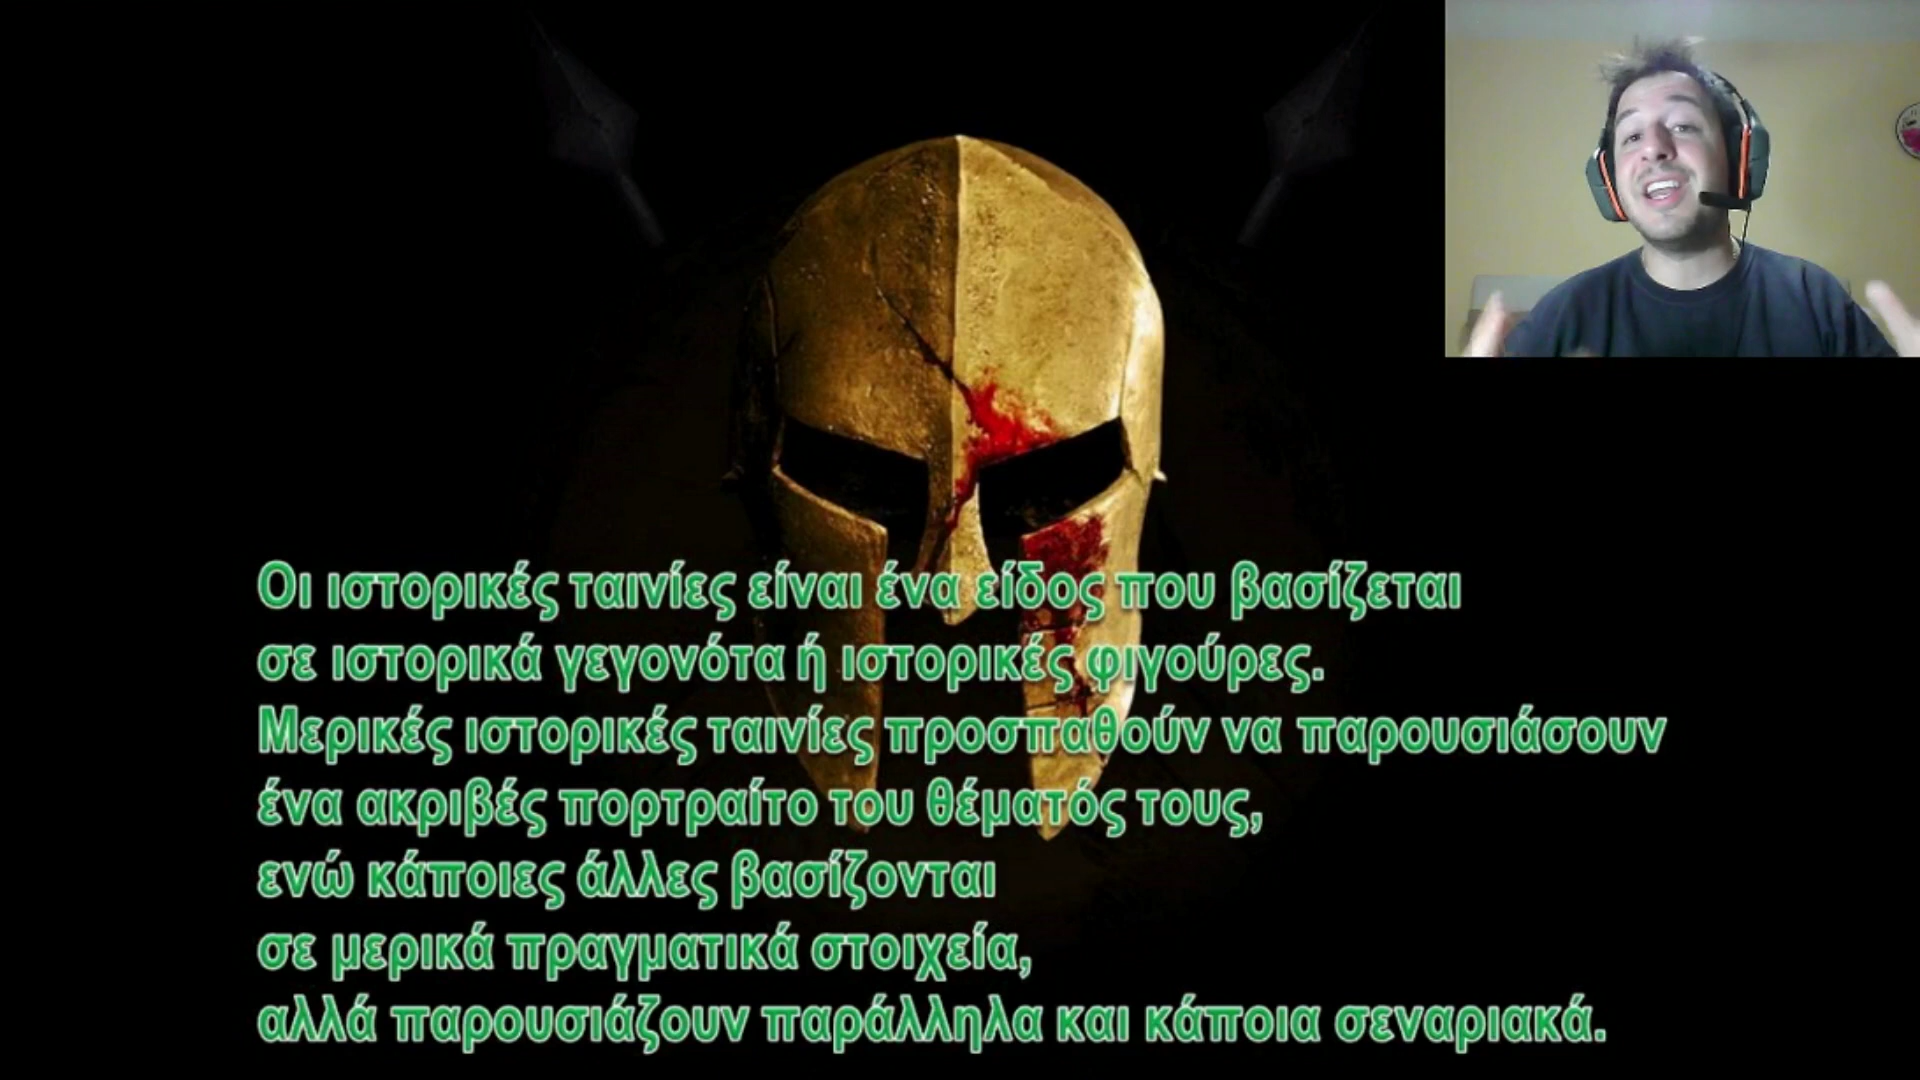 Οι ιστορικές ταινίες είναι ένα είδος που βασίζεται
σε ιστορικά γεγονότα ή ιστορικές φιγούρες.
Μερικές ιστορικές ταινίες προσπαθούν να παρουσιάσουν
ένα ακριβές πορτραίτο του θέματός τους,
ενώ κάποιες άλλες βασίζονται
σε μερικά πραγματικά στοιχεία,
αλλά παρουσιάζουν παράλληλα και κάποια σεναριακά.